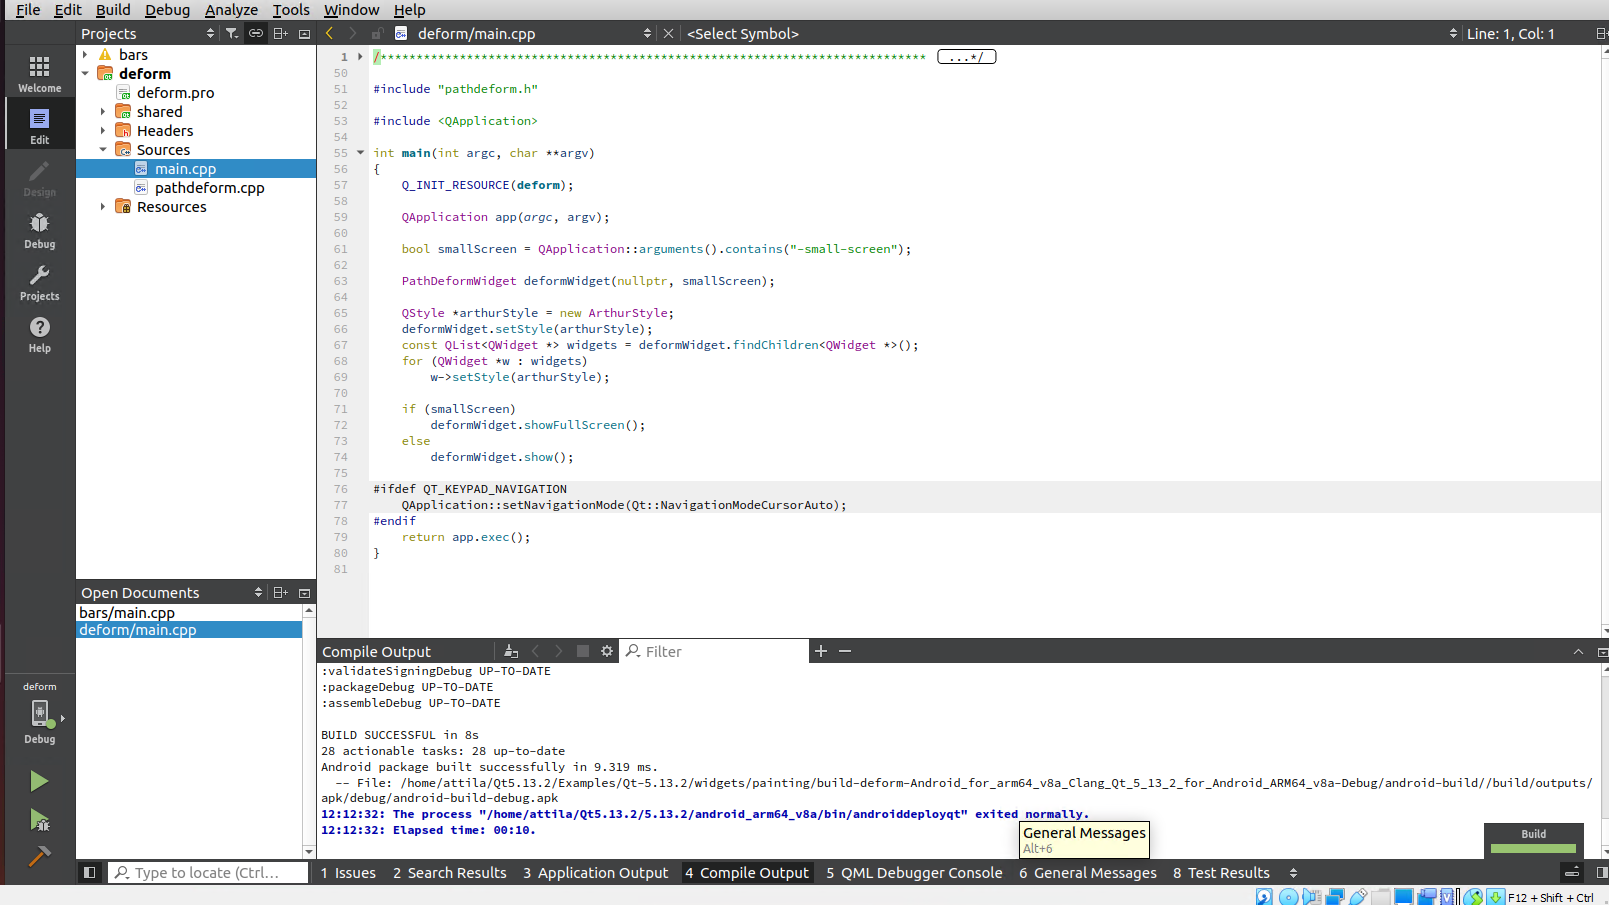 File Edit Build Debug Analyze Tools Window Help
Projects
deform/main.cpp
<Select Symbol>
Line: 1, Col: 1
Welcome
Edit
Design
Debug
Projects
Help
bars
deform
deform.pro
shared
Headers
Sources
main.cpp
pathdeform.cpp
Resources
1 /**************************************************************************** ...*/
50
51 #include "pathdeform.h"
52
53 #include <QApplication>
54
55 int main(int argc, char **argv)
56 {
57 Q_INIT_RESOURCE(deform);
58
59 QApplication app(argc, argv);
60
61 bool smallScreen = QApplication::arguments().contains("-small-screen");
62
63 PathDeformWidget deformWidget(nullptr, smallScreen);
64
65 QStyle *arthurStyle = new ArthurStyle;
66 deformWidget.setStyle(arthurStyle);
67 const QList<QWidget *> widgets = deformWidget.findChildren<QWidget *>();
68 for (QWidget *w : widgets)
69 w->setStyle(arthurStyle);
70
71 if (smallScreen)
72 deformWidget.showFullScreen();
73 else
74 deformWidget.show();
75
76 #ifdef QT_KEYPAD_NAVIGATION
77 QApplication::setNavigationMode(Qt::NavigationModeCursorAuto);
78 #endif
79 return app.exec();
80 }
81
Open Documents
bars/main.cpp
deform/main.cpp
deform
Debug
Compile Output
Filter
:validateSigningDebug UP-TO-DATE
:packageDebug UP-TO-DATE
:assembleDebug UP-TO-DATE
BUILD SUCCESSFUL in 8s
28 actionable tasks: 28 up-to-date
Android package built successfully in 9.319 ms.
-- File: /home/attila/Qt5.13.2/Examples/Qt-5.13.2/widgets/painting/build-deform-Android_for_arm64_v8a_Clang_Qt_5_13_2_for_Android_ARM64_v8a-Debug/android-build//build/outputs/
apk/debug/android-build-debug.apk
12:12:32: The process "/home/attila/Qt5.13.2/5.13.2/android_arm64_v8a/bin/androiddeployqt" exited normally.
12:12:32: Elapsed time: 00:10.
General Messages
Alt+6
Build
Type to locate (Ctrl...
1 Issues 2 Search Results 3 Application Output 4 Compile Output 5 QML Debugger Console 6 General Messages 8 Test Results
F12 + Shift + Ctrl